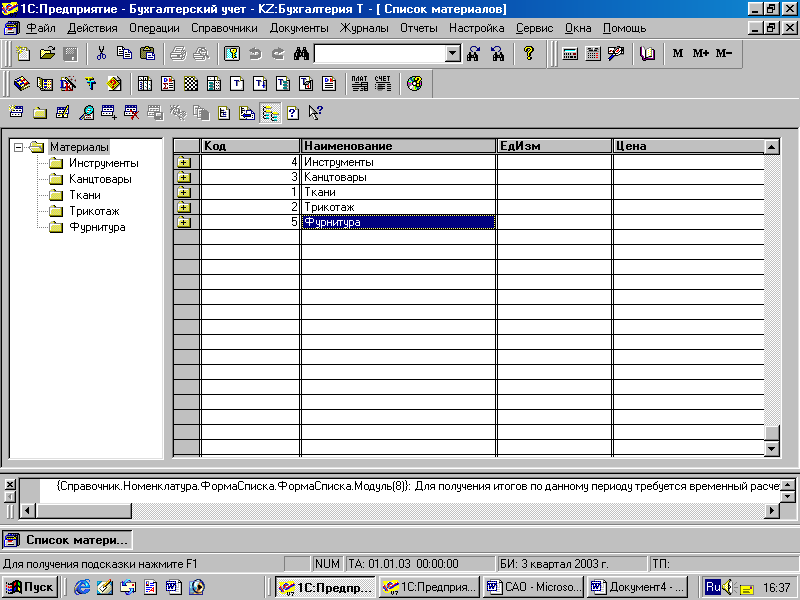 1С:Предприятие - Бухгалтерский учет - KZ:Бухгалтерия Т - [ Список материалов]
Файл Действия Операции Справочники Документы Журналы Отчеты Настройка Сервис Окна Помощь
M M+ M-
Код Наименование ЕдИзм Цена
Материалы
Инструменты
Канцтовары
Ткани
Трикотаж
Фурнитура
4 Инструменты
3 Канцтовары
1 Ткани
2 Трикотаж
5 Фурнитура
{Справочник.Номенклатура.ФормаСписка.ФормаСписка.Модуль(8)}: Для получения итогов по данному периоду требуется временный расче
Список матери...
Для получения подсказки нажмите F1 NUM ТА: 01.01.03 00:00:00 БИ: 3 квартал 2003 г. ТП:
Пуск 1С:Предпр... 1С:Предприя... САО - Microso... Документ4 - ... Ru 16:37